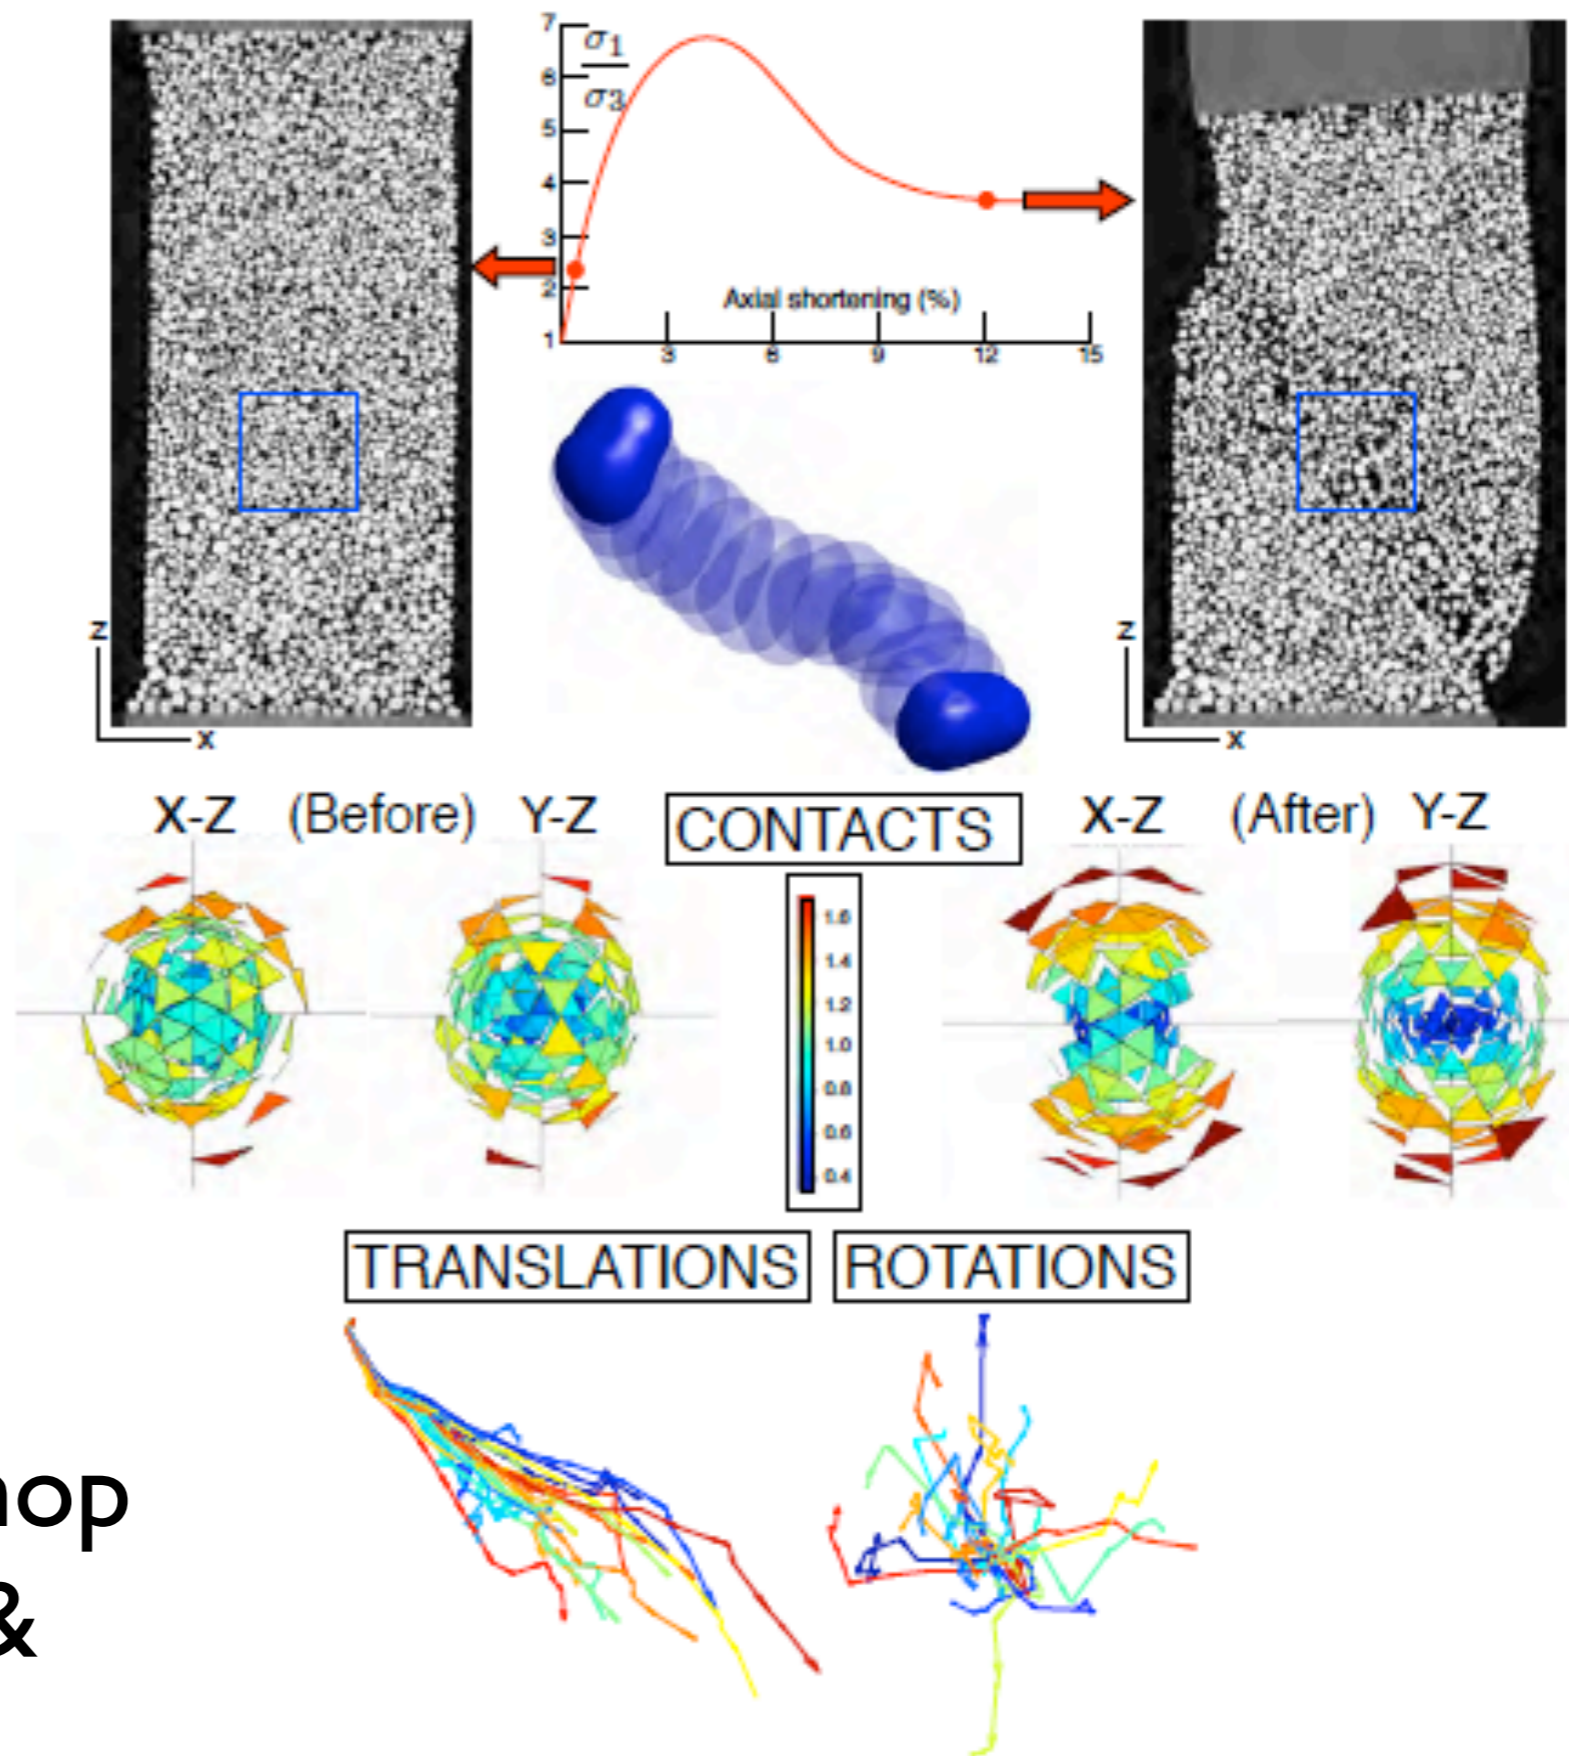 7
σ1
6
σ3
5
4
3
2
Axial shortening (%)
1
3 6 9 12 15
z
x
z
x
X-Z (Before) Y-Z
CONTACTS
X-Z (After) Y-Z
1.6
1.4
1.2
1.0
0.8
0.6
0.4
TRANSLATIONS
ROTATIONS
&